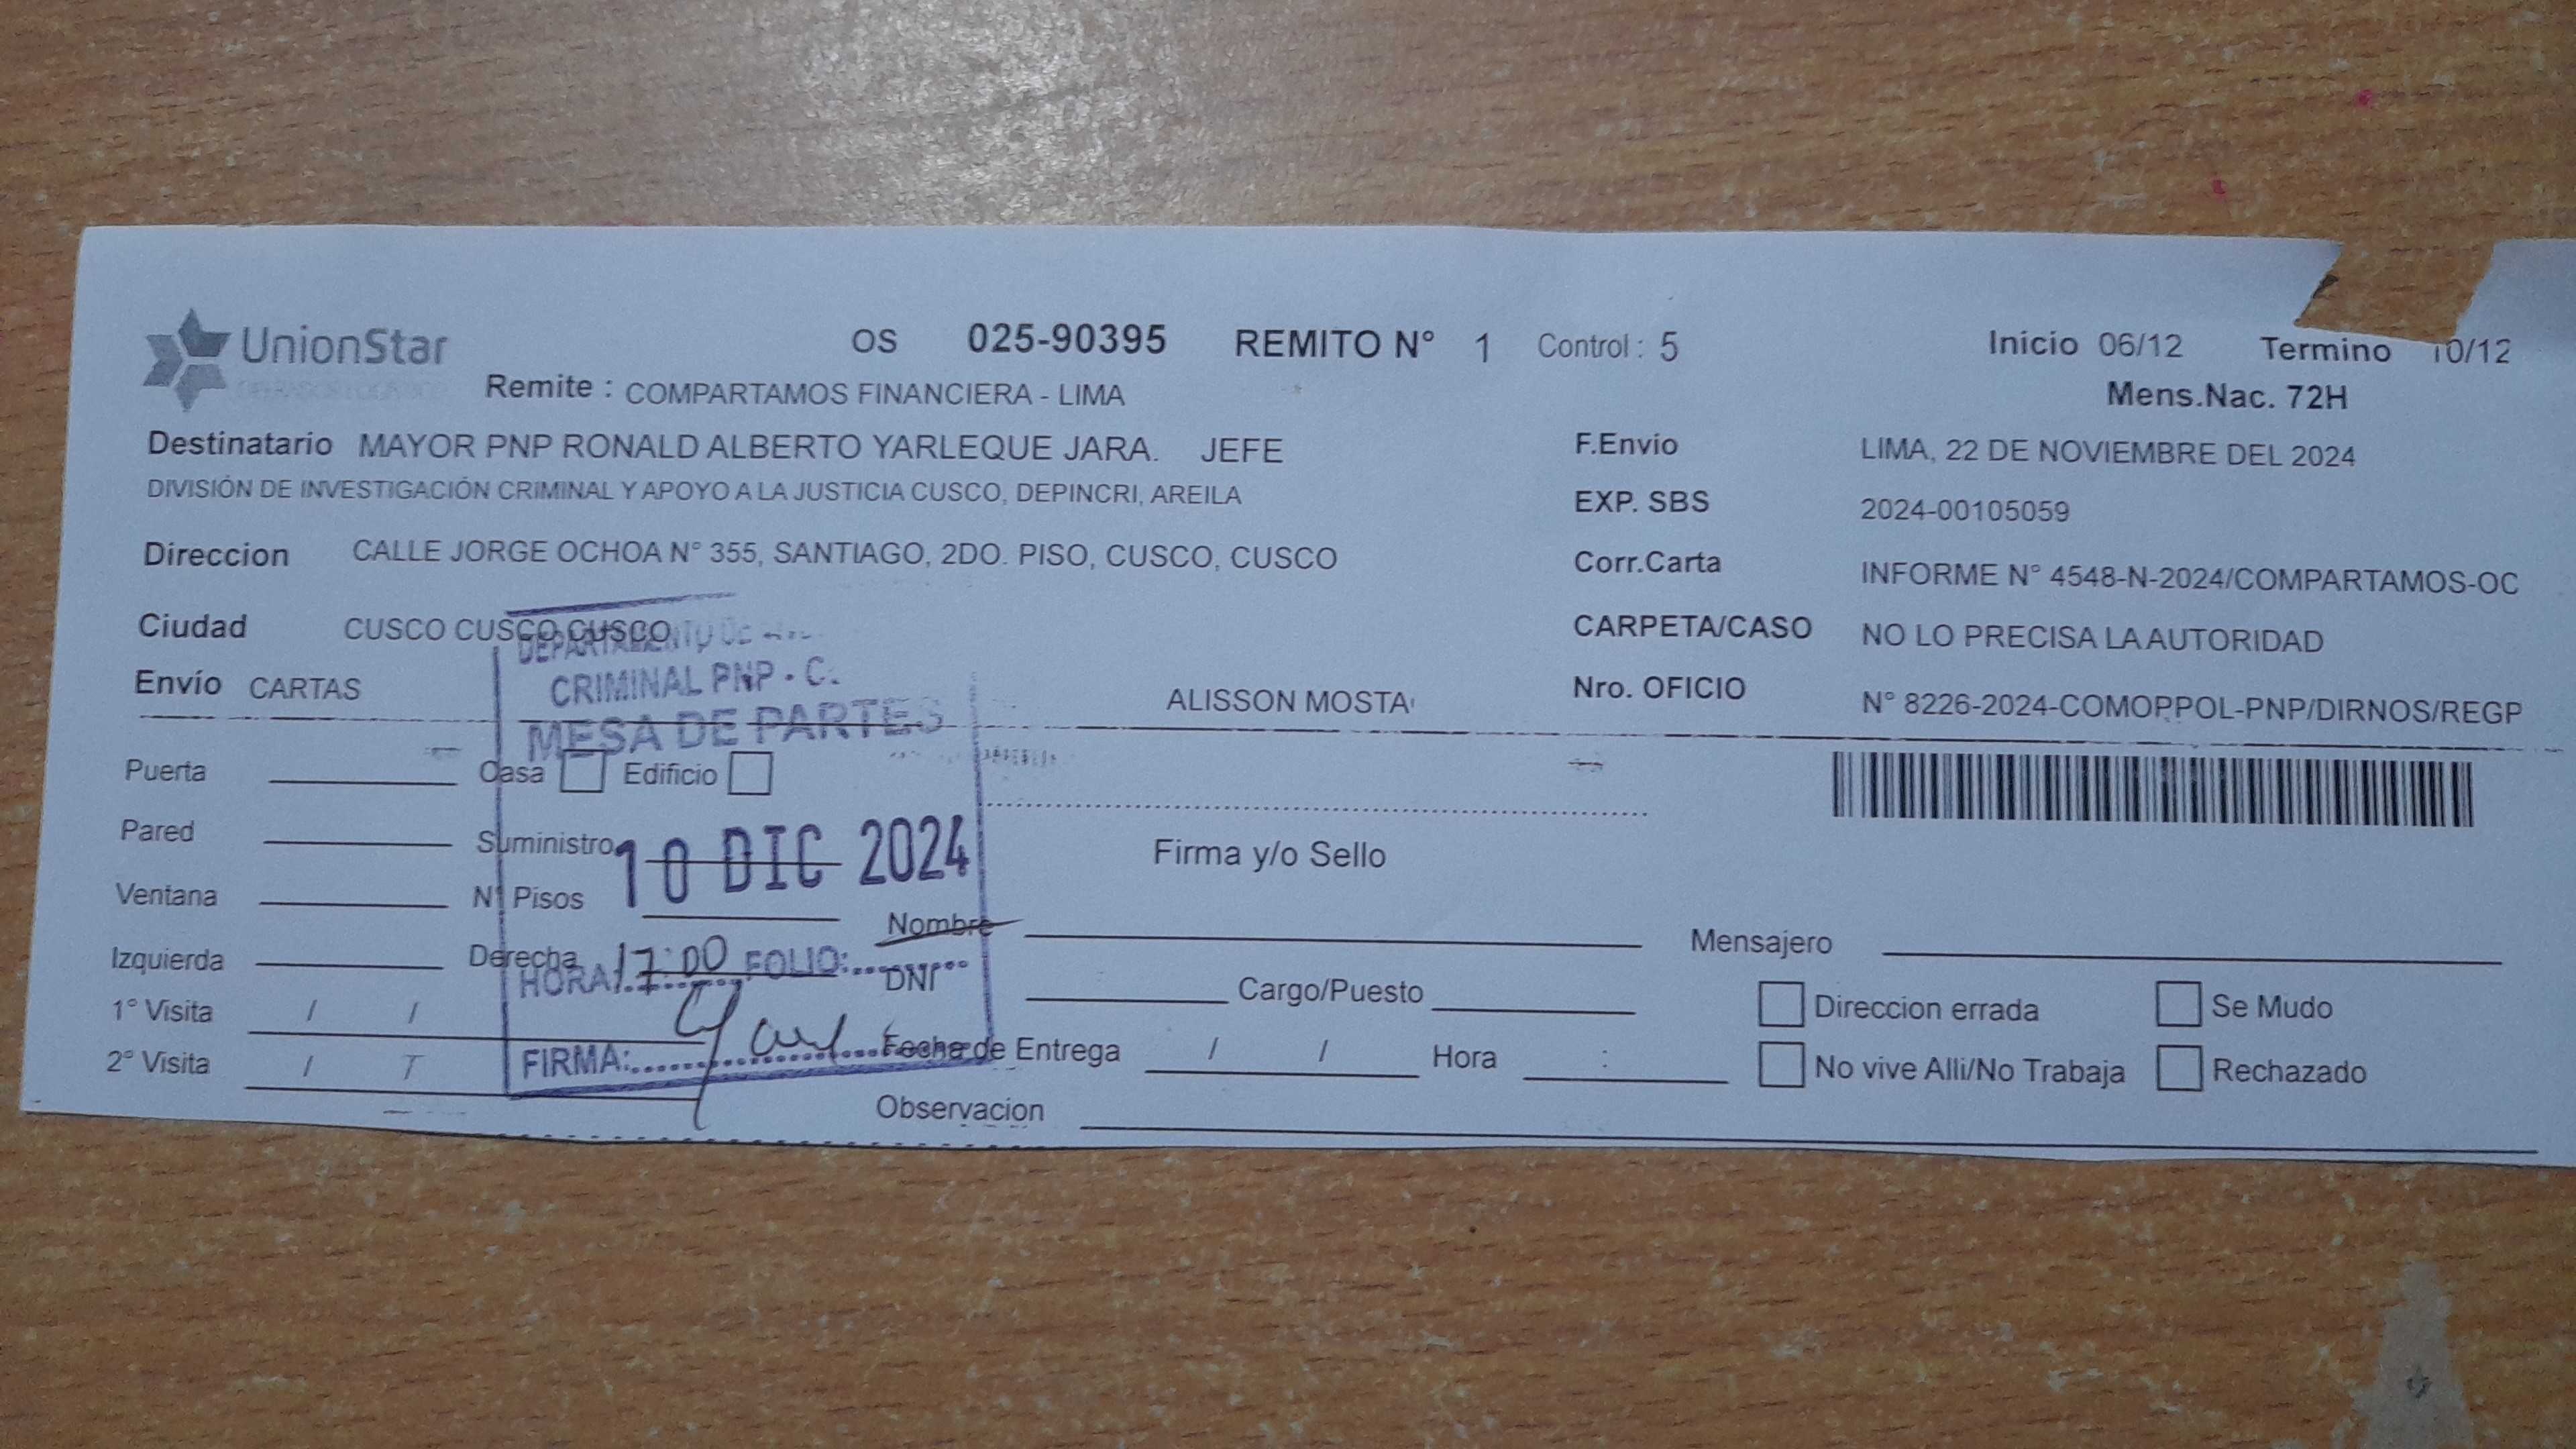 UnionStar
OS 025-90395 REMITO N° 1 Control : 5 Inicio 06/12 Termino 10/12
Remite : COMPARTAMOS FINANCIERA - LIMA Mens.Nac. 72H
Destinatario MAYOR PNP RONALD ALBERTO YARLEQUE JARA. JEFE F.Envio LIMA, 22 DE NOVIEMBRE DEL 2024
DIVISIÓN DE INVESTIGACIÓN CRIMINAL Y APOYO A LA JUSTICIA CUSCO, DEPINCRI, AREILA EXP. SBS 2024-00105059
Direccion CALLE JORGE OCHOA N° 355, SANTIAGO, 2DO. PISO, CUSCO, CUSCO Corr.Carta INFORME N° 4548-N-2024/COMPARTAMOS-OC
Ciudad CUSCO CUSCO CUSCO CARPETA/CASO NO LO PRECISA LA AUTORIDAD
DEPARTAMENTO DE
CRIMINAL PNP - C.
Envío CARTAS ALISSON MOSTA Nro. OFICIO N° 8226-2024-COMOPPOL-PNP/DIRNOS/REGP
MESA DE PARTES
Puerta Casa Edificio
Pared Suministro
10 DIC 2024
Firma y/o Sello
Ventana N° Pisos
Nombre Mensajero
Izquierda Derecha
HORA: 17:00 FOLIO:
DNI Cargo/Puesto Direccion errada Se Mudo
1° Visita / /
FIRMA:
Fecha de Entrega / / Hora : No vive Alli/No Trabaja Rechazado
2° Visita / /
Observacion